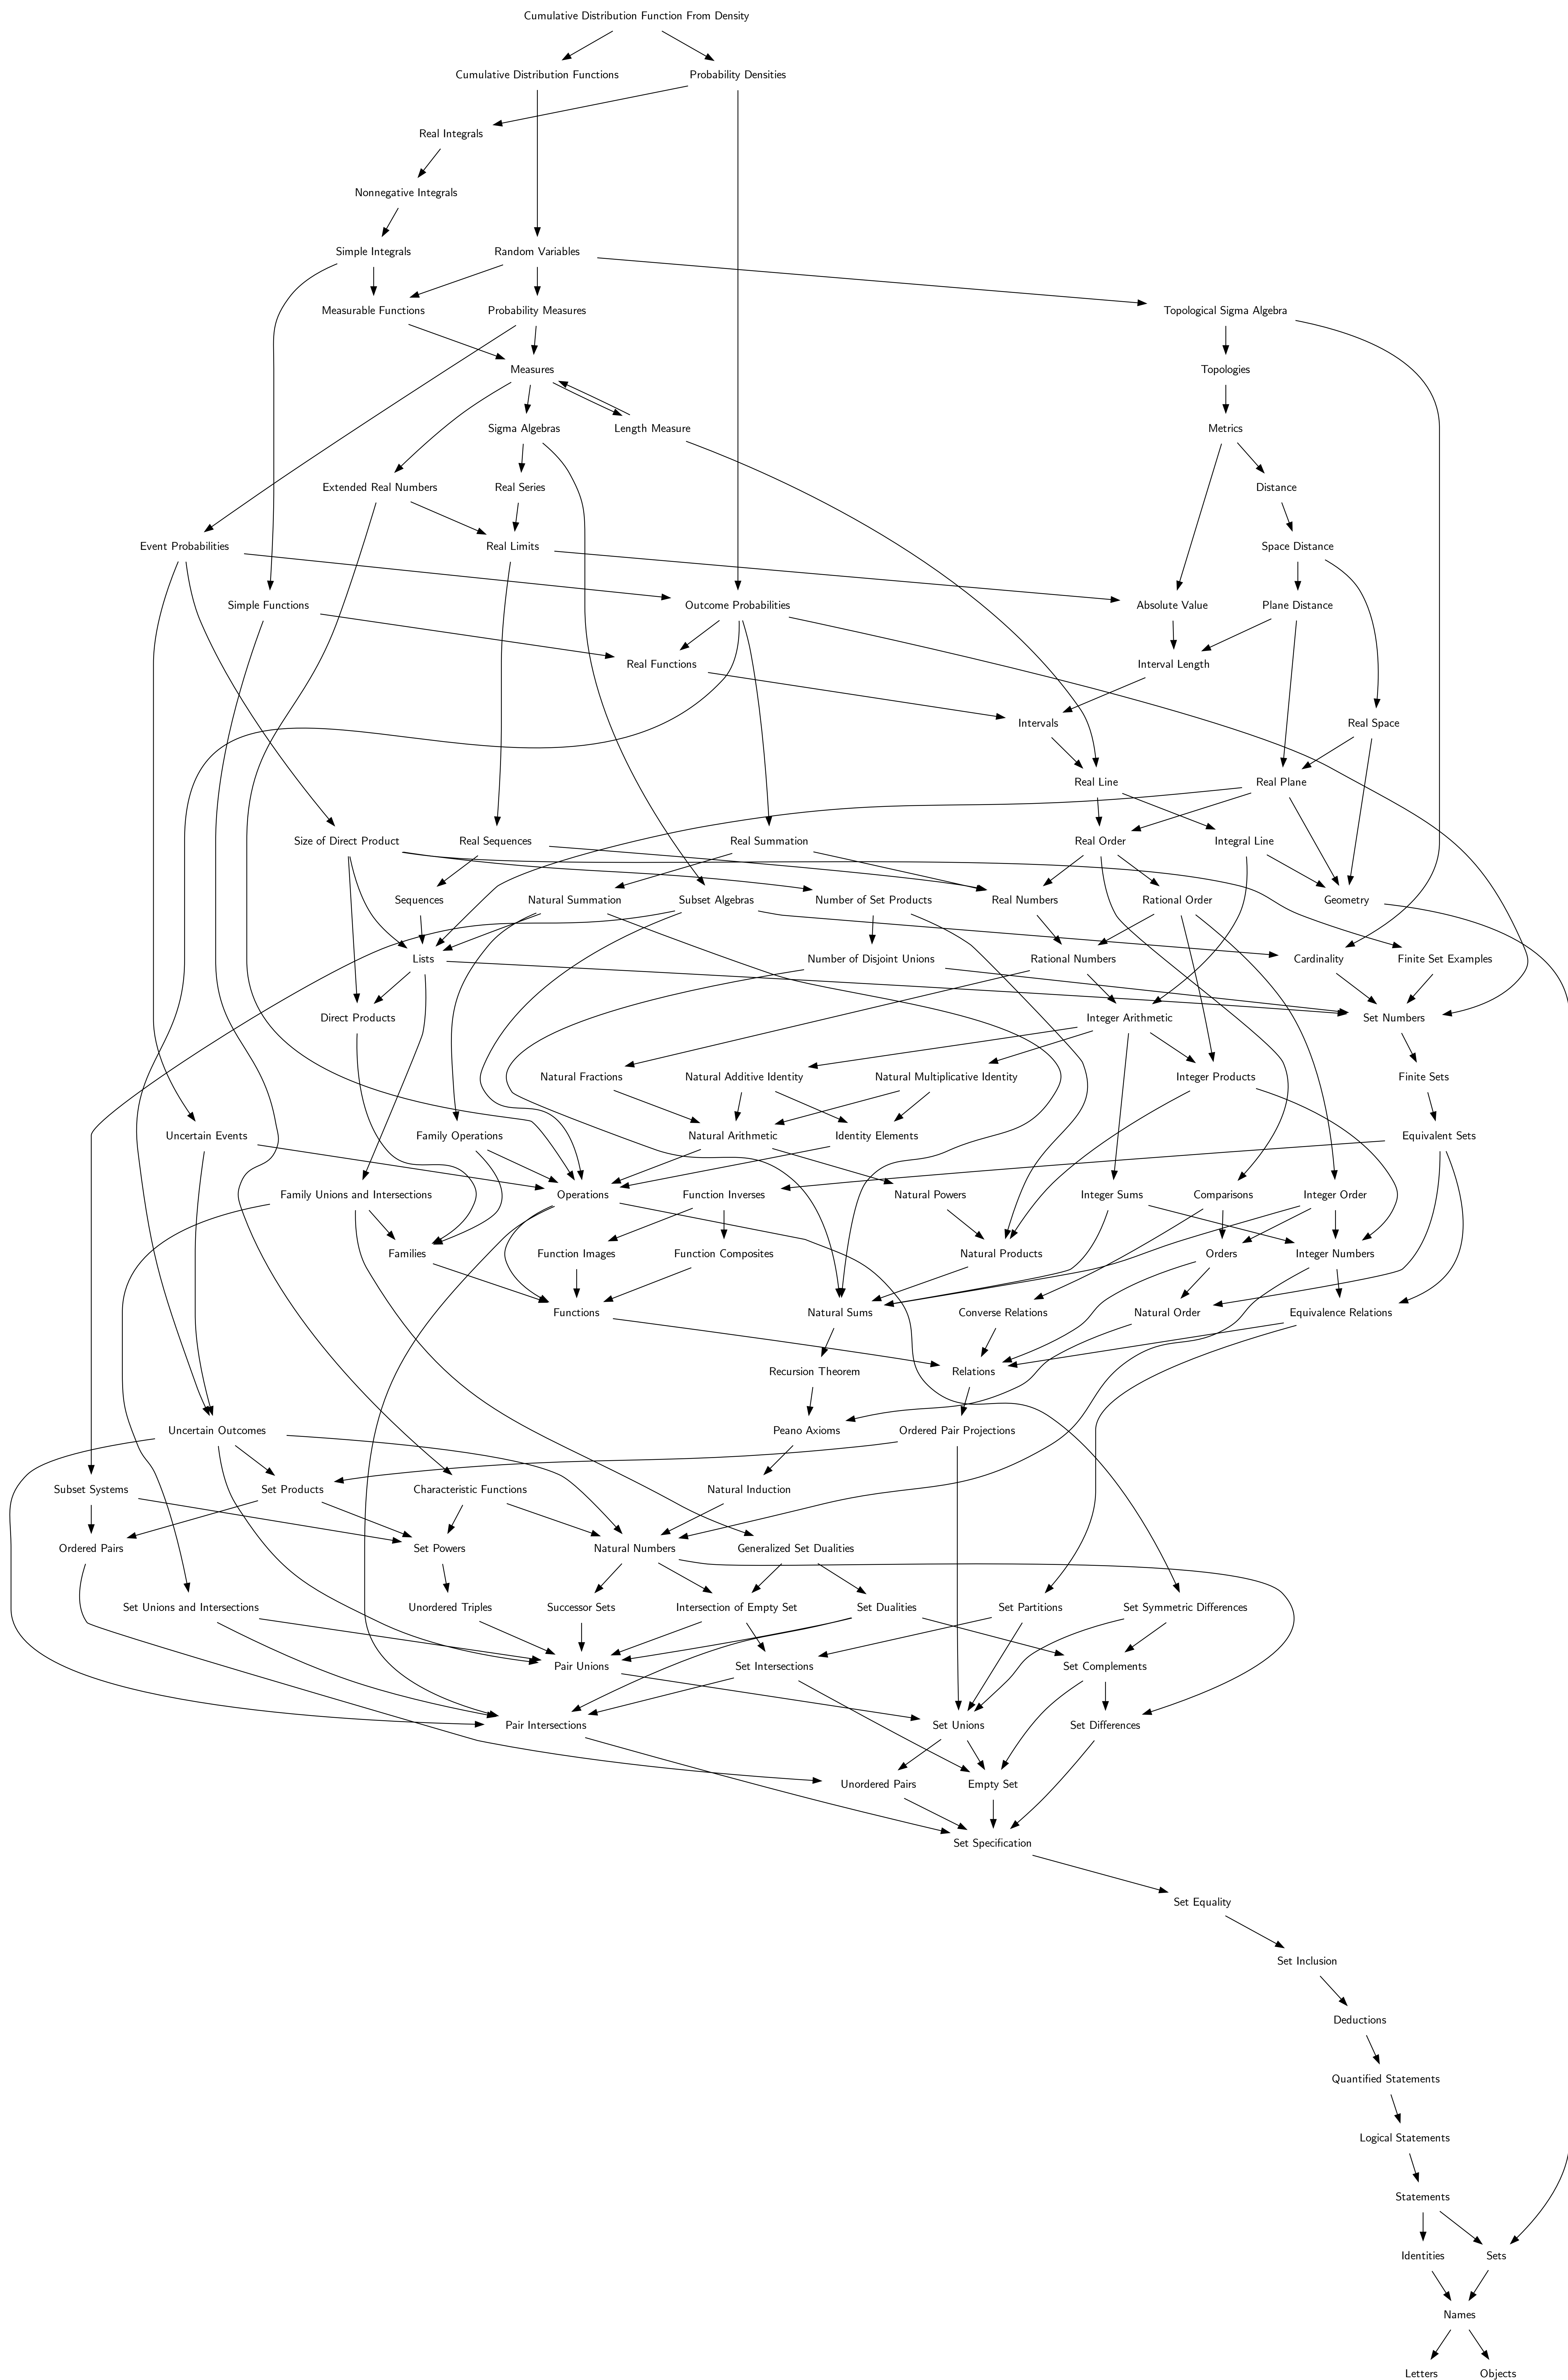 Cumulative Distribution Function From Density
Cumulative Distribution Functions
Probability Densities
Real Integrals
Nonnegative Integrals
Simple Integrals
Random Variables
Measurable Functions
Probability Measures
Topological Sigma Algebra
Measures
Topologies
Sigma Algebras
Length Measure
Metrics
Extended Real Numbers
Real Series
Distance
Event Probabilities
Real Limits
Space Distance
Simple Functions
Outcome Probabilities
Absolute Value
Plane Distance
Real Functions
Interval Length
Intervals
Real Space
Real Line
Real Plane
Size of Direct Product
Real Sequences
Real Summation
Real Order
Integral Line
Sequences
Natural Summation
Subset Algebras
Number of Set Products
Real Numbers
Rational Order
Geometry
Lists
Number of Disjoint Unions
Rational Numbers
Cardinality
Finite Set Examples
Direct Products
Integer Arithmetic
Set Numbers
Natural Fractions
Natural Additive Identity
Natural Multiplicative Identity
Integer Products
Finite Sets
Uncertain Events
Family Operations
Natural Arithmetic
Identity Elements
Equivalent Sets
Family Unions and Intersections
Operations
Function Inverses
Natural Powers
Integer Sums
Comparisons
Integer Order
Families
Function Images
Function Composites
Natural Products
Orders
Integer Numbers
Functions
Natural Sums
Converse Relations
Natural Order
Equivalence Relations
Recursion Theorem
Relations
Uncertain Outcomes
Peano Axioms
Ordered Pair Projections
Subset Systems
Set Products
Characteristic Functions
Natural Induction
Ordered Pairs
Set Powers
Natural Numbers
Generalized Set Dualities
Set Unions and Intersections
Unordered Triples
Successor Sets
Intersection of Empty Set
Set Dualities
Set Partitions
Set Symmetric Differences
Pair Unions
Set Intersections
Set Complements
Pair Intersections
Set Unions
Set Differences
Unordered Pairs
Empty Set
Set Specification
Set Equality
Set Inclusion
Deductions
Quantified Statements
Logical Statements
Statements
Identities
Sets
Names
Letters
Objects